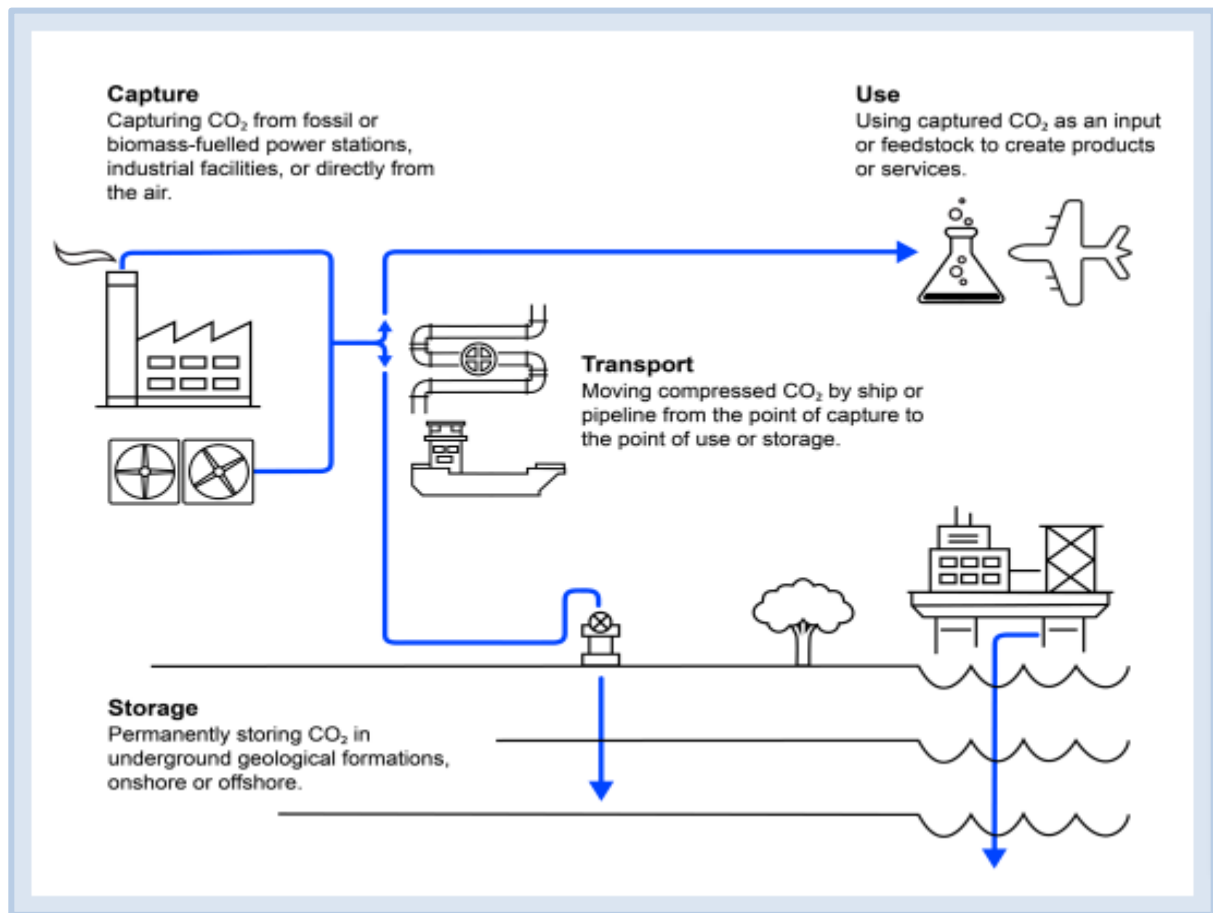 Capture
Capturing CO₂ from fossil or
biomass-fuelled power stations,
industrial facilities, or directly from
the air.
Use
Using captured CO₂ as an input
or feedstock to create products
or services.
Transport
Moving compressed CO₂ by ship or
pipeline from the point of capture to
the point of use or storage.
Storage
Permanently storing CO₂ in
underground geological formations,
onshore or offshore.